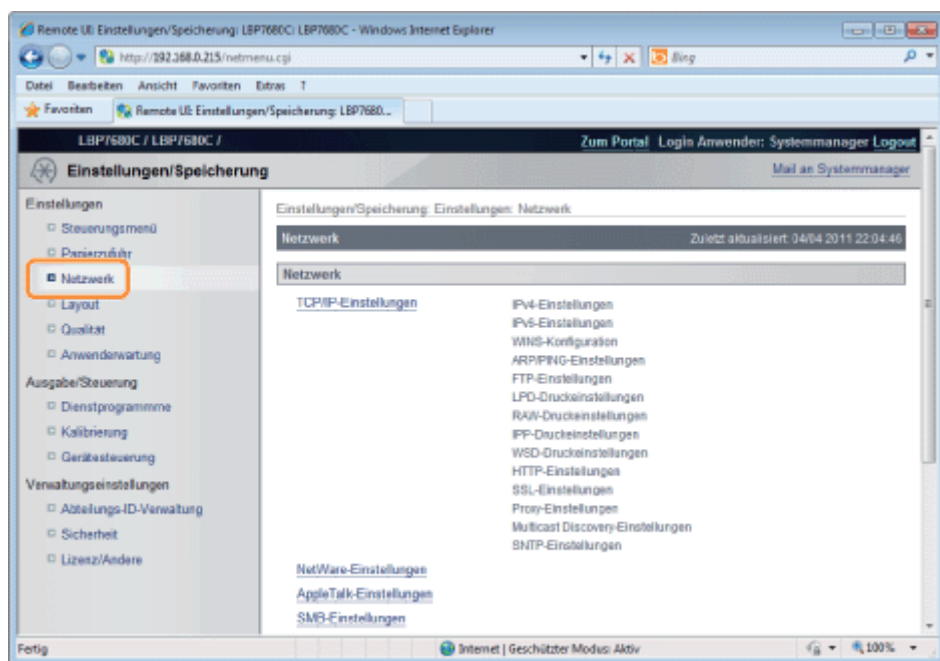 Remote UI: Einstellungen/Speicherung: LBP7680C: LBP7680C - Windows Internet Explorer
http://192.168.0.215/netmenu.cgi
Bing
Datei Bearbeiten Ansicht Favoriten Extras ?
Favoriten
Remote UI: Einstellungen/Speicherung: LBP7680...
LBP7680C / LBP7680C /
Zum Portal Login Anwender: Systemmanager Logout
Einstellungen/Speicherung
Mail an Systemmanager
Einstellungen
Steuerungsmenü
Papierzufuhr
Netzwerk
Layout
Qualität
Anwenderwartung
Ausgabe/Steuerung
Dienstprogrammme
Kalibrierung
Gerätesteuerung
Verwaltungseinstellungen
Abteilungs-ID-Verwaltung
Sicherheit
Lizenz/Andere
Einstellungen/Speicherung: Einstellungen: Netzwerk
Netzwerk
Zuletzt aktualisiert: 04/04 2011 22:04:46
Netzwerk
TCP/IP-Einstellungen
IPv4-Einstellungen
IPv6-Einstellungen
WINS-Konfiguration
ARP/PING-Einstellungen
FTP-Einstellungen
LPD-Druckeinstellungen
RAW-Druckeinstellungen
IPP-Druckeinstellungen
WSD-Druckeinstellungen
HTTP-Einstellungen
SSL-Einstellungen
Proxy-Einstellungen
Multicast Discovery-Einstellungen
SNTP-Einstellungen
NetWare-Einstellungen
AppleTalk-Einstellungen
SMB-Einstellungen
Fertig
Internet | Geschützter Modus: Aktiv
100%